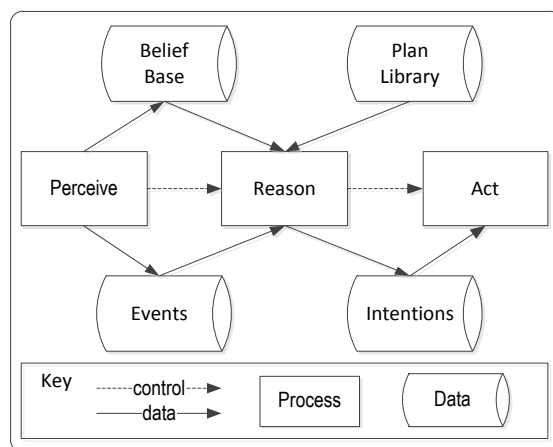 Belief
Base
Plan
Library
Perceive
Reason
Act
Events
Intentions
Key
control
data
Process
Data